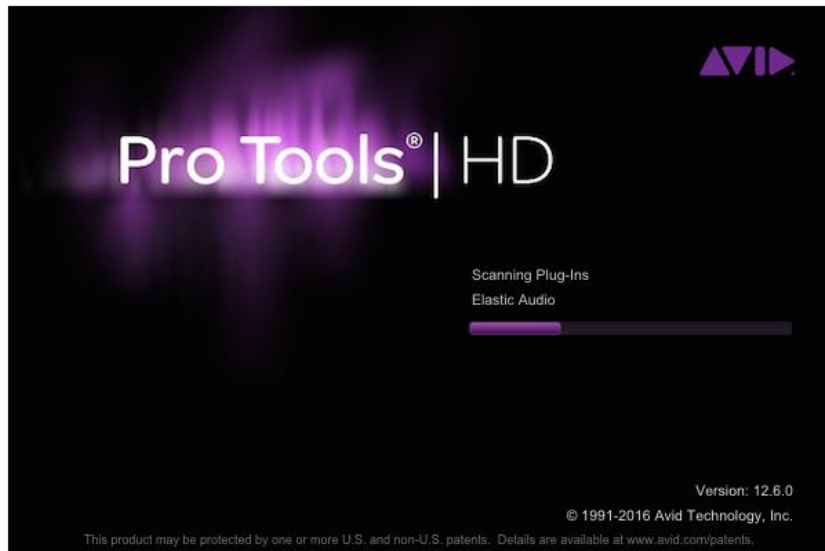 AVID
Pro Tools® | HD
Scanning Plug-Ins
Elastic Audio
Version: 12.6.0
© 1991-2016 Avid Technology, Inc.
This product may be protected by one or more U.S. and non-U.S. patents. Details are available at www.avid.com/patents.